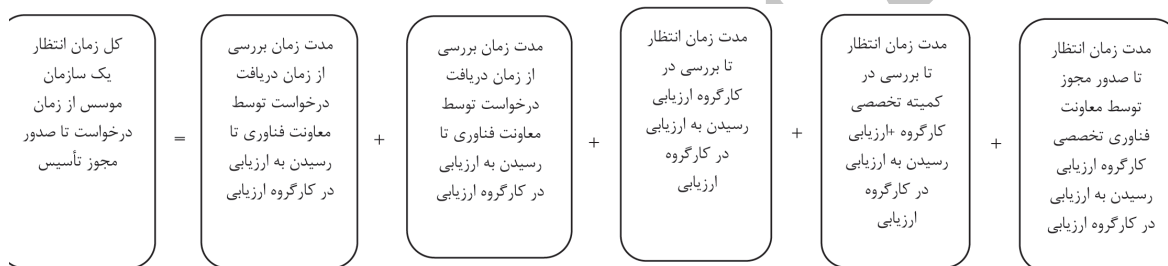 کل زمان انتظار
یک سازمان
موسس از زمان
درخواست تا صدور
مجوز تأسیس
=
مدت زمان بررسی
از زمان دریافت
درخواست توسط
معاونت فناوری تا
رسیدن به ارزیابی
در کارگروه ارزیابی
+
مدت زمان بررسی
از زمان دریافت
درخواست توسط
معاونت فناوری تا
رسیدن به ارزیابی
در کارگروه ارزیابی
+
مدت زمان انتظار
تا بررسی در
کارگروه ارزیابی
رسیدن به ارزیابی
در کارگروه
ارزیابی
+
مدت زمان انتظار
تا بررسی در
کمیته تخصصی
کارگروه +ارزیابی
رسیدن به ارزیابی
در کارگروه
ارزیابی
+
مدت زمان انتظار
تا صدور مجوز
توسط معاونت
فناوری تخصصی
کارگروه ارزیابی
رسیدن به ارزیابی
در کارگروه ارزیابی